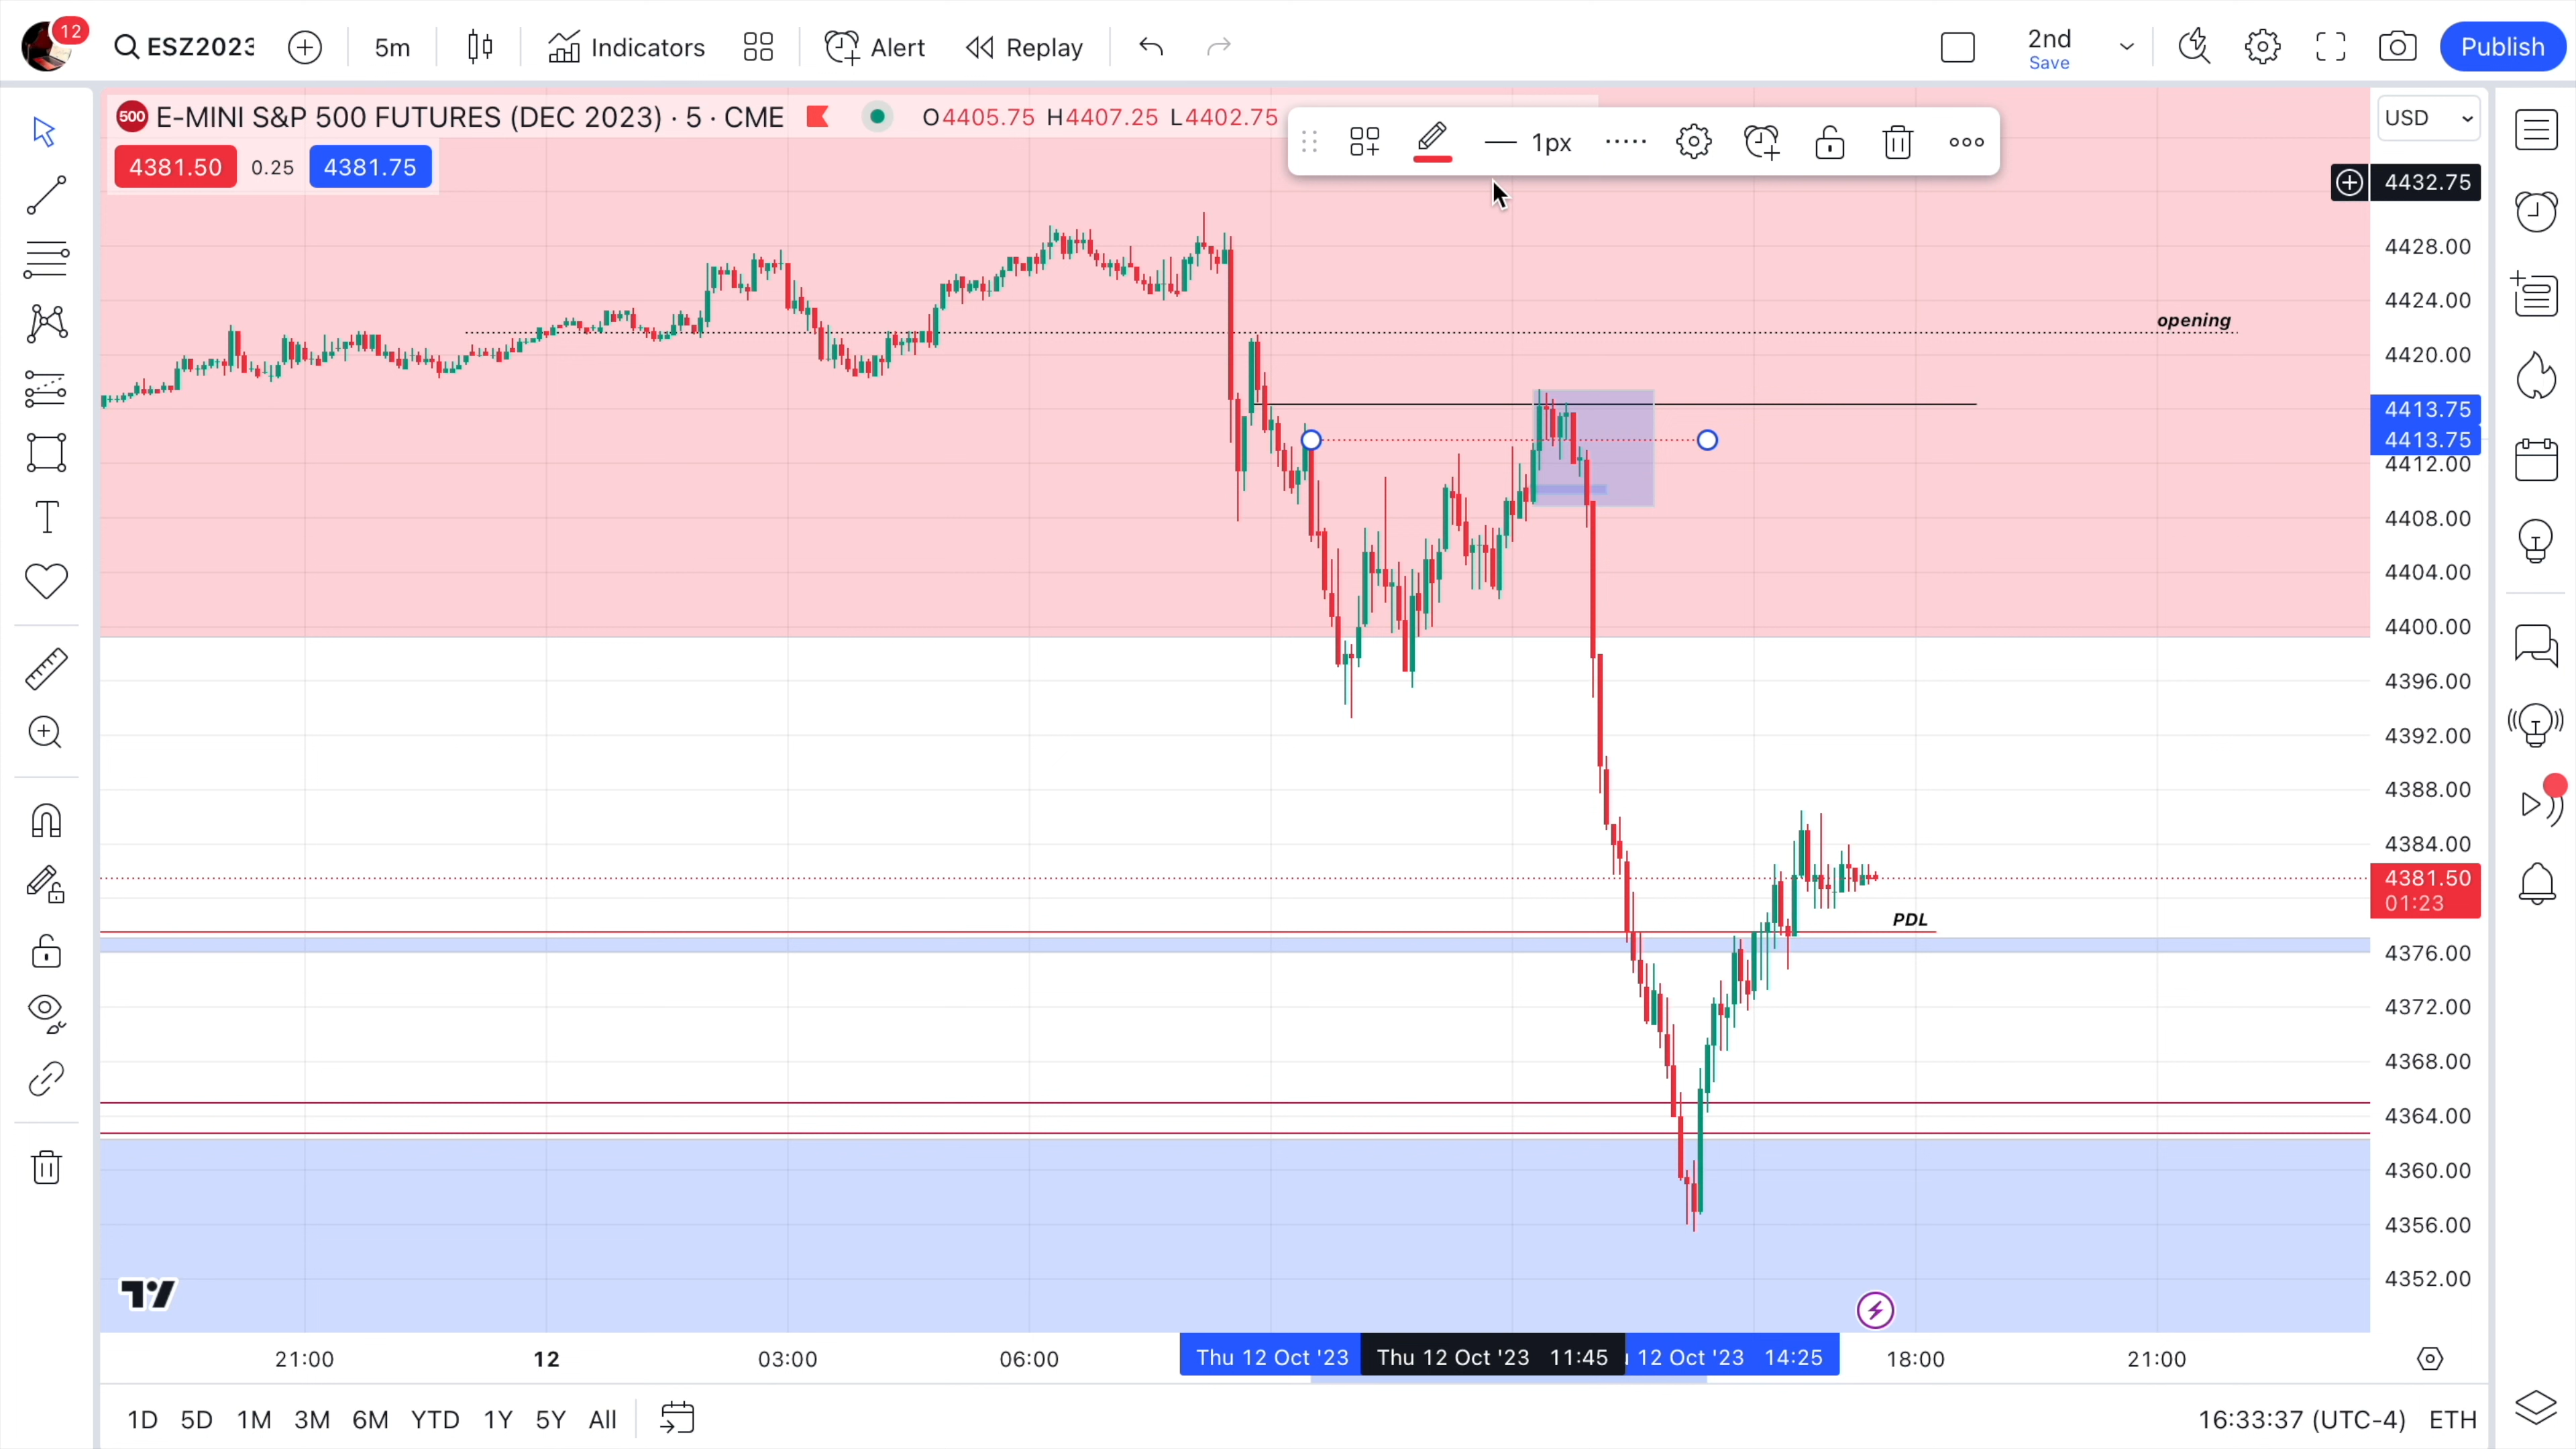 12
ESZ2023
5m
Indicators
Alert
Replay
2nd
Save
Publish
500 E-MINI S&P 500 FUTURES (DEC 2023) · 5 · CME O4405.75 H4407.25 L4402.75
1px
USD
4381.50 0.25 4381.75
4432.75
4428.00
4424.00
opening
4420.00
4413.75
4413.75
4412.00
4408.00
4404.00
4400.00
4396.00
4392.00
4388.00
4384.00
4381.50
01:23
PDL
4376.00
4372.00
4368.00
4364.00
4360.00
4356.00
4352.00
21:00 12 03:00 06:00 Thu 12 Oct '23 Thu 12 Oct '23 11:45 12 Oct '23 14:25 18:00 21:00
1D 5D 1M 3M 6M YTD 1Y 5Y All 16:33:37 (UTC-4) ETH